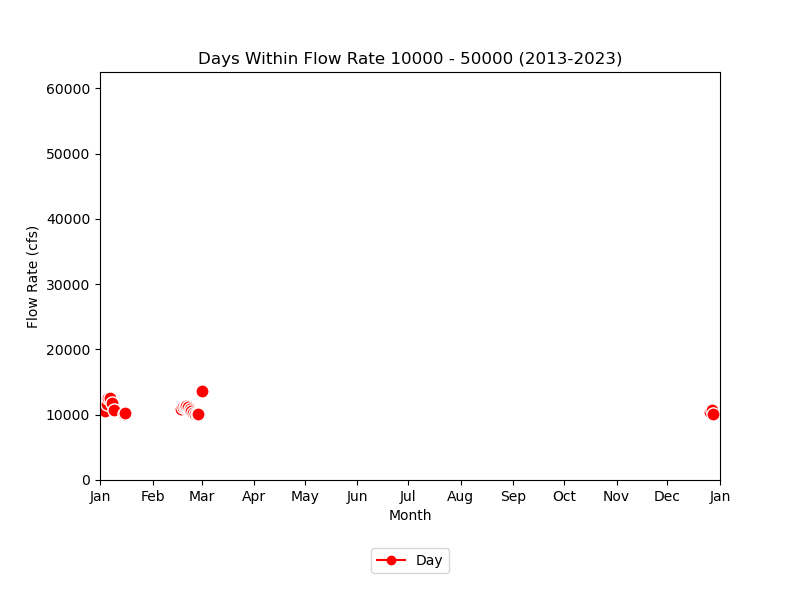 Days Within Flow Rate 10000 - 50000 (2013-2023)
60000
50000
40000
30000
20000
10000
0
Flow Rate (cfs)
Jan Feb Mar Apr May Jun Jul Aug Sep Oct Nov Dec Jan
Month
Day